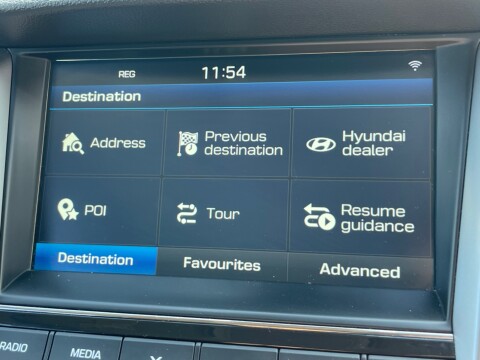 REG 11:54
Destination
Address
Previous
destination
Hyundai
dealer
POI
Tour
Resume
guidance
Destination Favourites Advanced
RADIO MEDIA